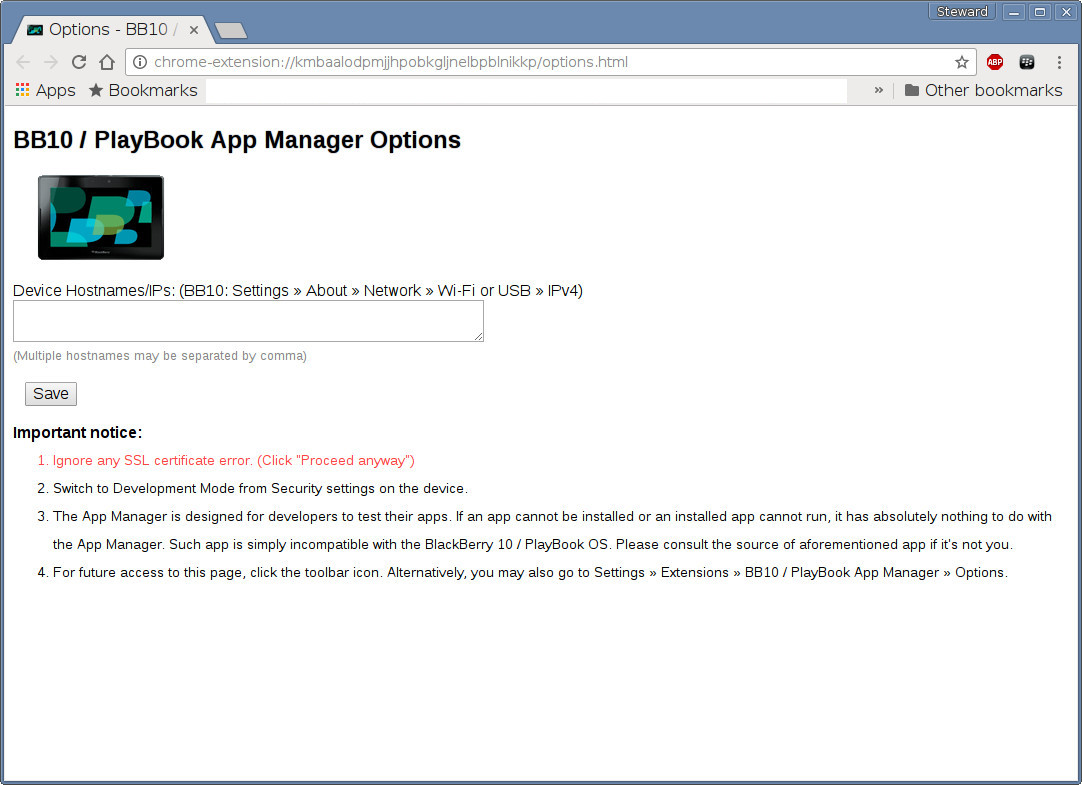 Steward
Options - BB10 /
chrome-extension://kmbaalodpmjjhpobkgljnelbpblnikkp/options.html
ABP
Apps Bookmarks » Other bookmarks
BB10 / PlayBook App Manager Options
Device Hostnames/IPs: (BB10: Settings » About » Network » Wi-Fi or USB » IPv4)
(Multiple hostnames may be separated by comma)
Save
Important notice:
1. Ignore any SSL certificate error. (Click "Proceed anyway")
2. Switch to Development Mode from Security settings on the device.
3. The App Manager is designed for developers to test their apps. If an app cannot be installed or an installed app cannot run, it has absolutely nothing to do with
the App Manager. Such app is simply incompatible with the BlackBerry 10 / PlayBook OS. Please consult the source of aforementioned app if it's not you.
4. For future access to this page, click the toolbar icon. Alternatively, you may also go to Settings » Extensions » BB10 / PlayBook App Manager » Options.